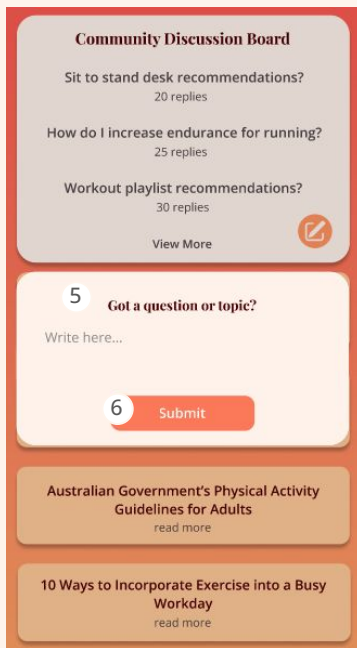 Community Discussion Board
Sit to stand desk recommendations?
20 replies
How do I increase endurance for running?
25 replies
Workout playlist recommendations?
30 replies
View More
5
Got a question or topic?
Write here...
6
Submit
Australian Government's Physical Activity
Guidelines for Adults
read more
10 Ways to Incorporate Exercise into a Busy
Workday
read more